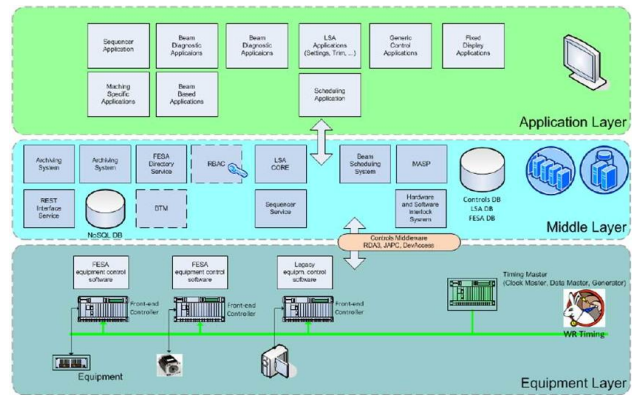 Sequencer
Application
Beam
Diagnostic
Applicaions
Beam
Diagnostic
Applicaions
LSA
Applications
(Settings, Trim, ...)
Generic
Control
Applications
Fixed
Display
Applications
Maching
Specific
Applications
Beam
Based
Applications
Scheduling
Application
Application Layer
Archiving
System
Archiving
System
FESA
Directory
Service
RBAC
LSA
CORE
Beam
Scheduling
System
MASP
REST
Interface
Service
NoSQL DB
DTM
Sequencer
Service
Hardware
and Software
Interlock
System
Controls DB
LSA DB
FESA DB
Middle Layer
Controls Middleware
RDA3, JAPC, DevAccess
FESA
equipment control
software
FESA
equipment control
software
Legacy
equipm. control
software
Front-end
Controller
Front-end
Controller
Front-end
Controller
Timing Master
(Clock Master, Data Master, Generator)
WR Timing
Equipment
Equipment Layer